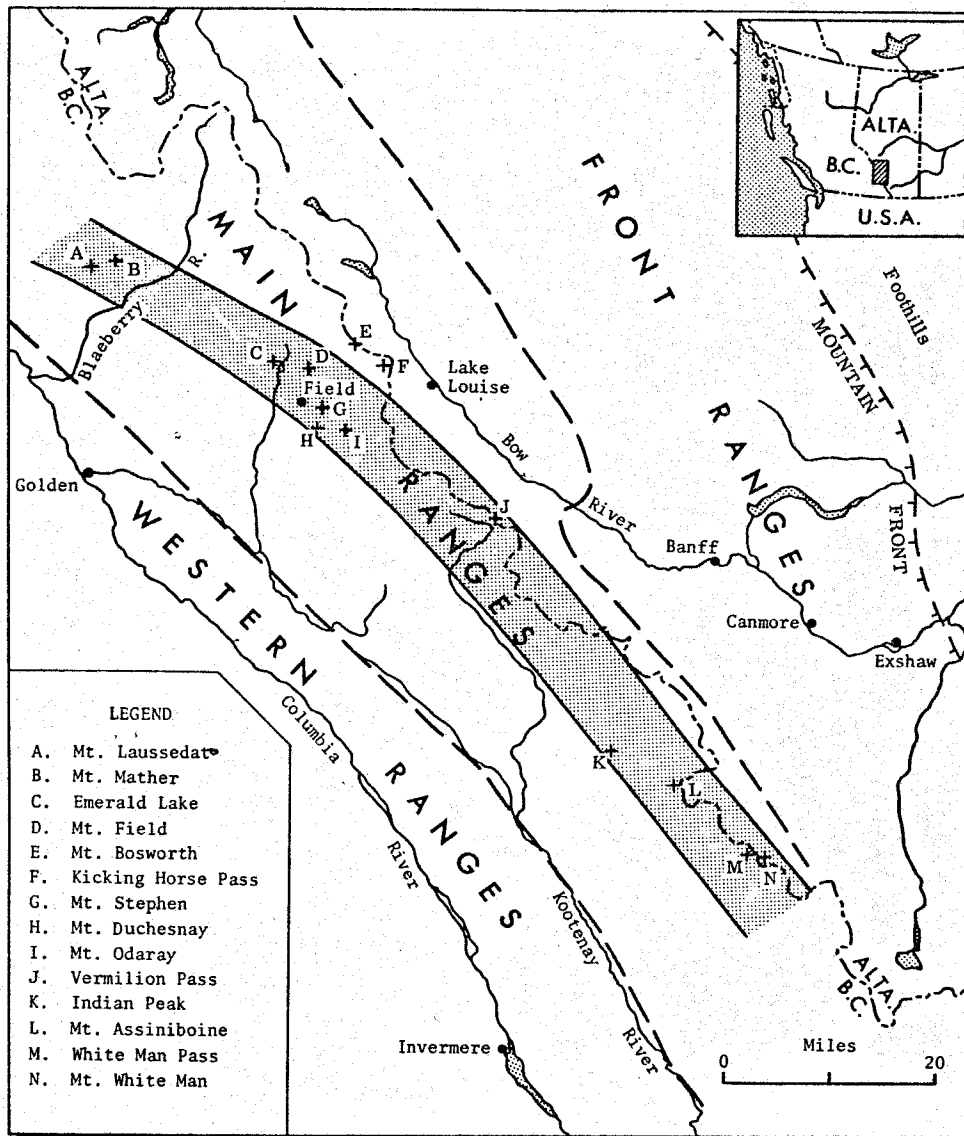 ALTA.
B.C.
ALTA.
B.C.
U.S.A.
FRONT
RANGES
MAIN
RANGES
WESTERN
RANGES
Foothills
MOUNTAIN
FRONT
A
B
R.
Blaeberry
E
C
D
F
Lake
Louise
Field
G
H
I
Bow
River
Golden
J
Banff
Canmore
Exshaw
Columbia
River
K
L
M
N
Kootenay
River
ALTA.
B.C.
Invermere
Miles
0
20
LEGEND
A. Mt. Laussedat
B. Mt. Mather
C. Emerald Lake
D. Mt. Field
E. Mt. Bosworth
F. Kicking Horse Pass
G. Mt. Stephen
H. Mt. Duchesnay
I. Mt. Odaray
J. Vermilion Pass
K. Indian Peak
L. Mt. Assiniboine
M. White Man Pass
N. Mt. White Man